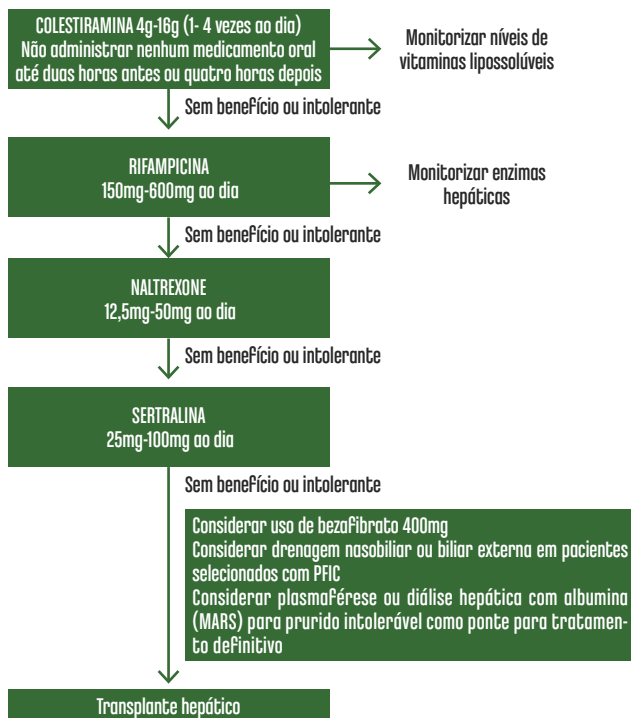 COLESTIRAMINA 4g-16g (1- 4 vezes ao dia)
Não administrar nenhum medicamento oral
até duas horas antes ou quatro horas depois
Monitorizar níveis de
vitaminas lipossolúveis
Sem benefício ou intolerante
RIFAMPICINA
150mg-600mg ao dia
Monitorizar enzimas
hepáticas
Sem benefício ou intolerante
NALTREXONE
12,5mg-50mg ao dia
Sem benefício ou intolerante
SERTRALINA
25mg-100mg ao dia
Sem benefício ou intolerante
Considerar uso de bezafibrato 400mg
Considerar drenagem nasobiliar ou biliar externa em pacientes
selecionados com PFIC
Considerar plasmaférese ou diálise hepática com albumina
(MARS) para prurido intolerável como ponte para tratamen-
to definitivo
Transplante hepático